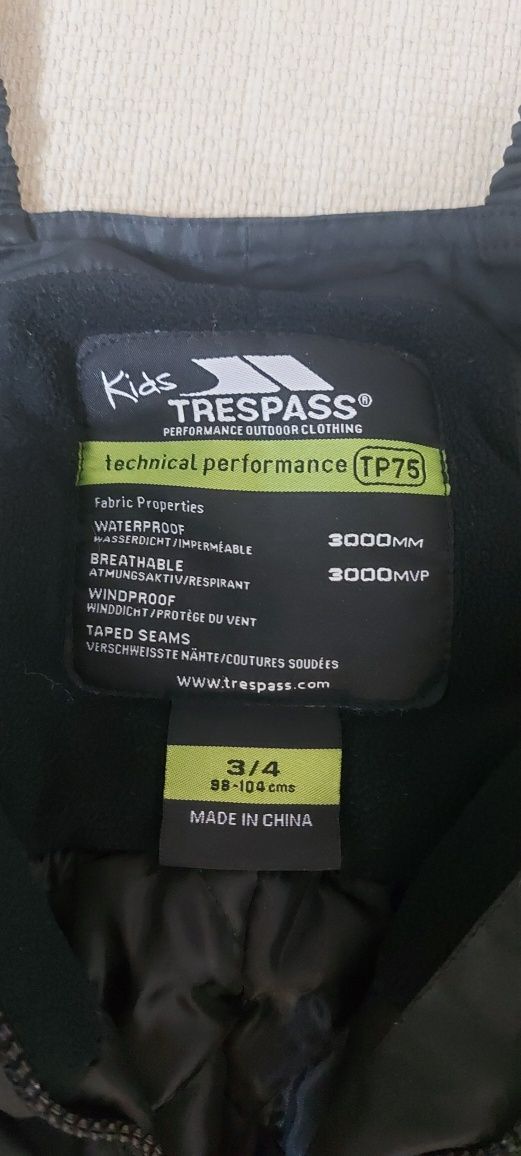 Kids
TRESPASS®
PERFORMANCE OUTDOOR CLOTHING
technical performance TP75
Fabric Properties
WATERPROOF
WASSERDICHT/IMPERMÉABLE 3000MM
BREATHABLE
ATMUNGSAKTIV/RESPIRANT 3000MVP
WINDPROOF
WINDDICHT/PROTÈGE DU VENT
TAPED SEAMS
VERSCHWEISSTE NÄHTE/COUTURES SOUDÉES
www.trespass.com
3/4
98-104cms
MADE IN CHINA